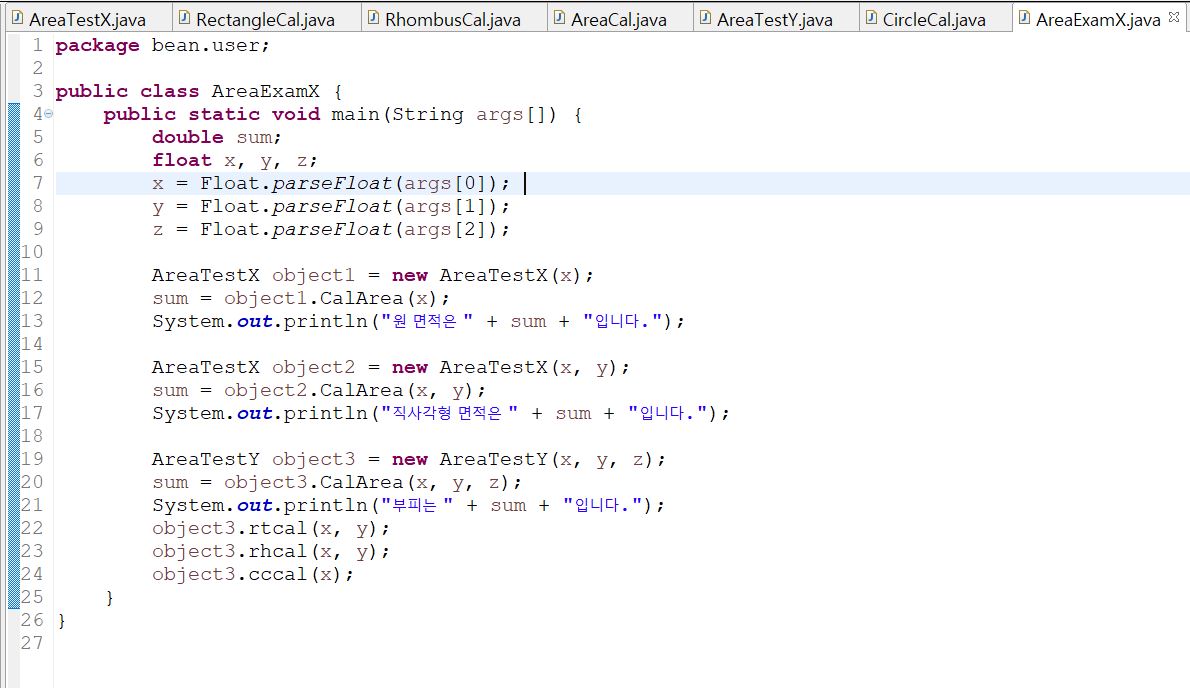 AreaTestX.java RectangleCal.java RhombusCal.java AreaCal.java AreaTestY.java CircleCal.java AreaExamX.java
1 package bean.user;
2
3 public class AreaExamX {
4 public static void main(String args[]) {
5 double sum;
6 float x, y, z;
7 x = Float.parseFloat(args[0]);
8 y = Float.parseFloat(args[1]);
9 z = Float.parseFloat(args[2]);
10
11 AreaTestX object1 = new AreaTestX(x);
12 sum = object1.CalArea(x);
13 System.out.println("원 면적은 " + sum + "입니다.");
14
15 AreaTestX object2 = new AreaTestX(x, y);
16 sum = object2.CalArea(x, y);
17 System.out.println("직사각형 면적은 " + sum + "입니다.");
18
19 AreaTestY object3 = new AreaTestY(x, y, z);
20 sum = object3.CalArea(x, y, z);
21 System.out.println("부피는 " + sum + "입니다.");
22 object3.rtcal(x, y);
23 object3.rhcal(x, y);
24 object3.cccal(x);
25 }
26 }
27